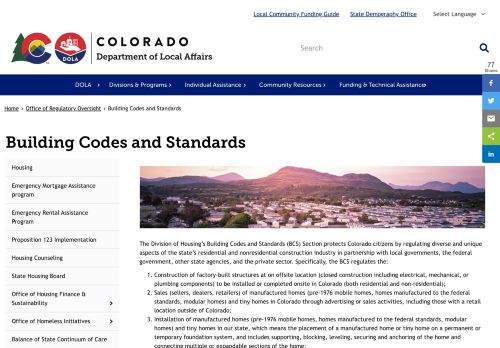 Local Community Funding Guide State Demography Office Select Language
COLORADO
Department of Local Affairs
DOLA
Search
77
Shares
DOLA Divisions & Programs Individual Assistance Community Resources Funding & Technical Assistance
Home › Office of Regulatory Oversight › Building Codes and Standards
Building Codes and Standards
Housing
Emergency Mortgage Assistance
program
Emergency Rental Assistance
Program
Proposition 123 Implementation
Housing Counseling
State Housing Board
Office of Housing Finance &
Sustainability
Office of Homeless Initiatives
Balance of State Continuum of Care
The Division of Housing's Building Codes and Standards (BCS) Section protects Colorado citizens by regulating diverse and unique
aspects of the state's residential and nonresidential construction industry in partnership with local governments, the federal
government, other state agencies, and the private sector. Specifically, the BCS regulates the:
1. Construction of factory-built structures at an offsite location (closed construction including electrical, mechanical, or
plumbing components) to be installed or completed onsite in Colorado (both residential and non-residential);
2. Sales (sellers, dealers, retailers) of manufactured homes (pre-1976 mobile homes, homes manufactured to the federal
standards, modular homes) and tiny homes in Colorado through advertising or sales activities, including those with a retail
location outside of Colorado;
3. Installation of manufactured homes (pre-1976 mobile homes, homes manufactured to the federal standards, modular
homes) and tiny homes in our state, which means the placement of a manufactured home or tiny home on a permanent or
temporary foundation system, and includes supporting, blocking, leveling, securing and anchoring of the home and
connecting multiple or expandable sections of the home;